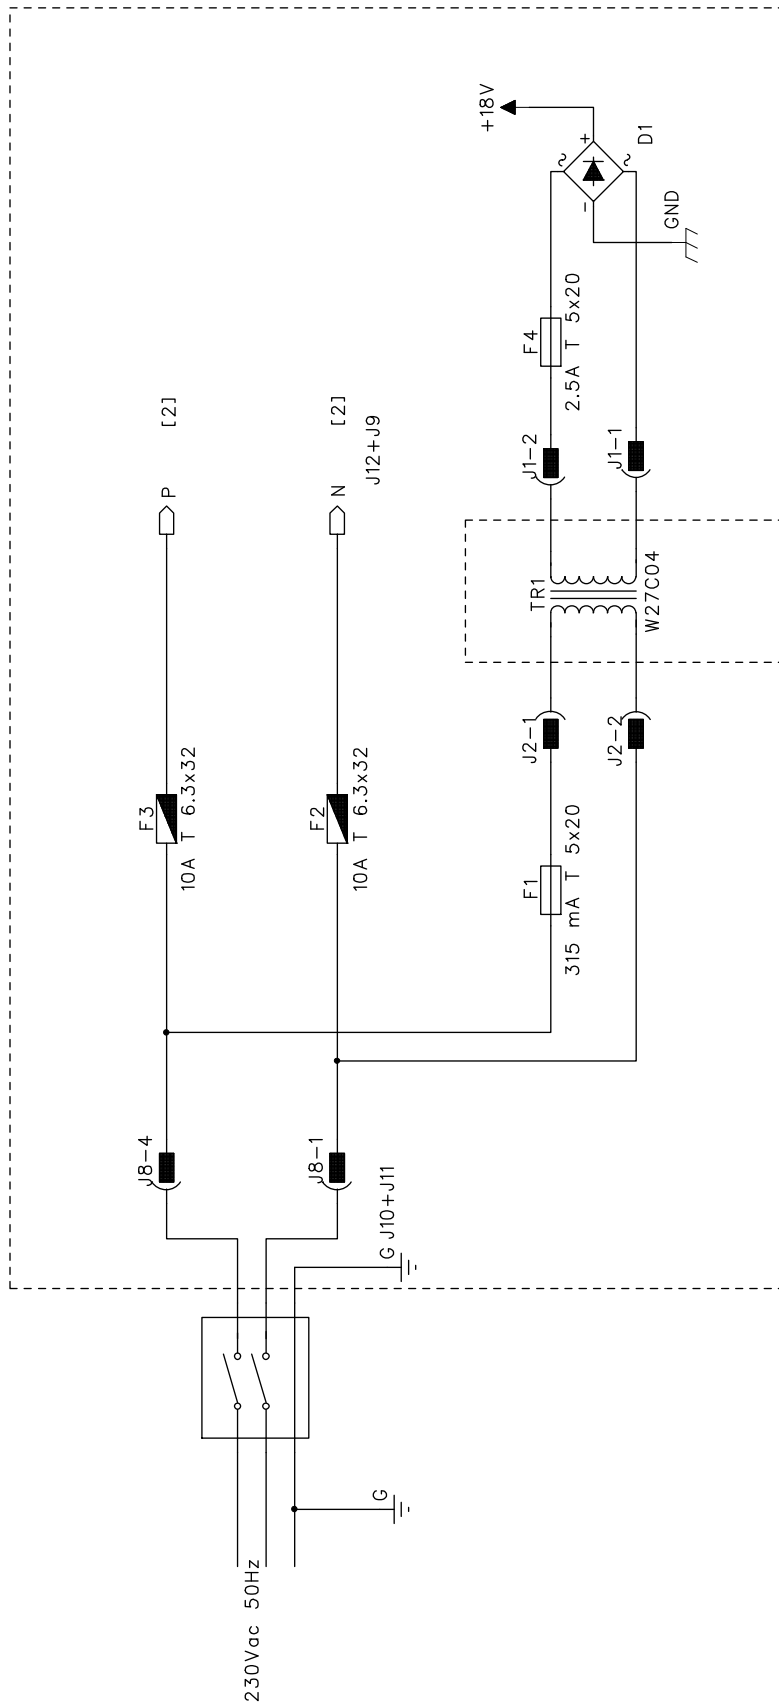 230Vac 50Hz
G
G J10+J11
J8-4
J8-1
F3
10A T 6.3x32
F2
10A T 6.3x32
P [2]
N [2]
J12+J9
F1
315 mA T 5x20
J2-1
J2-2
TR1
W27C04
J1-2
J1-1
F4
2.5A T 5x20
GND
+18V
~
+
-
~
D1